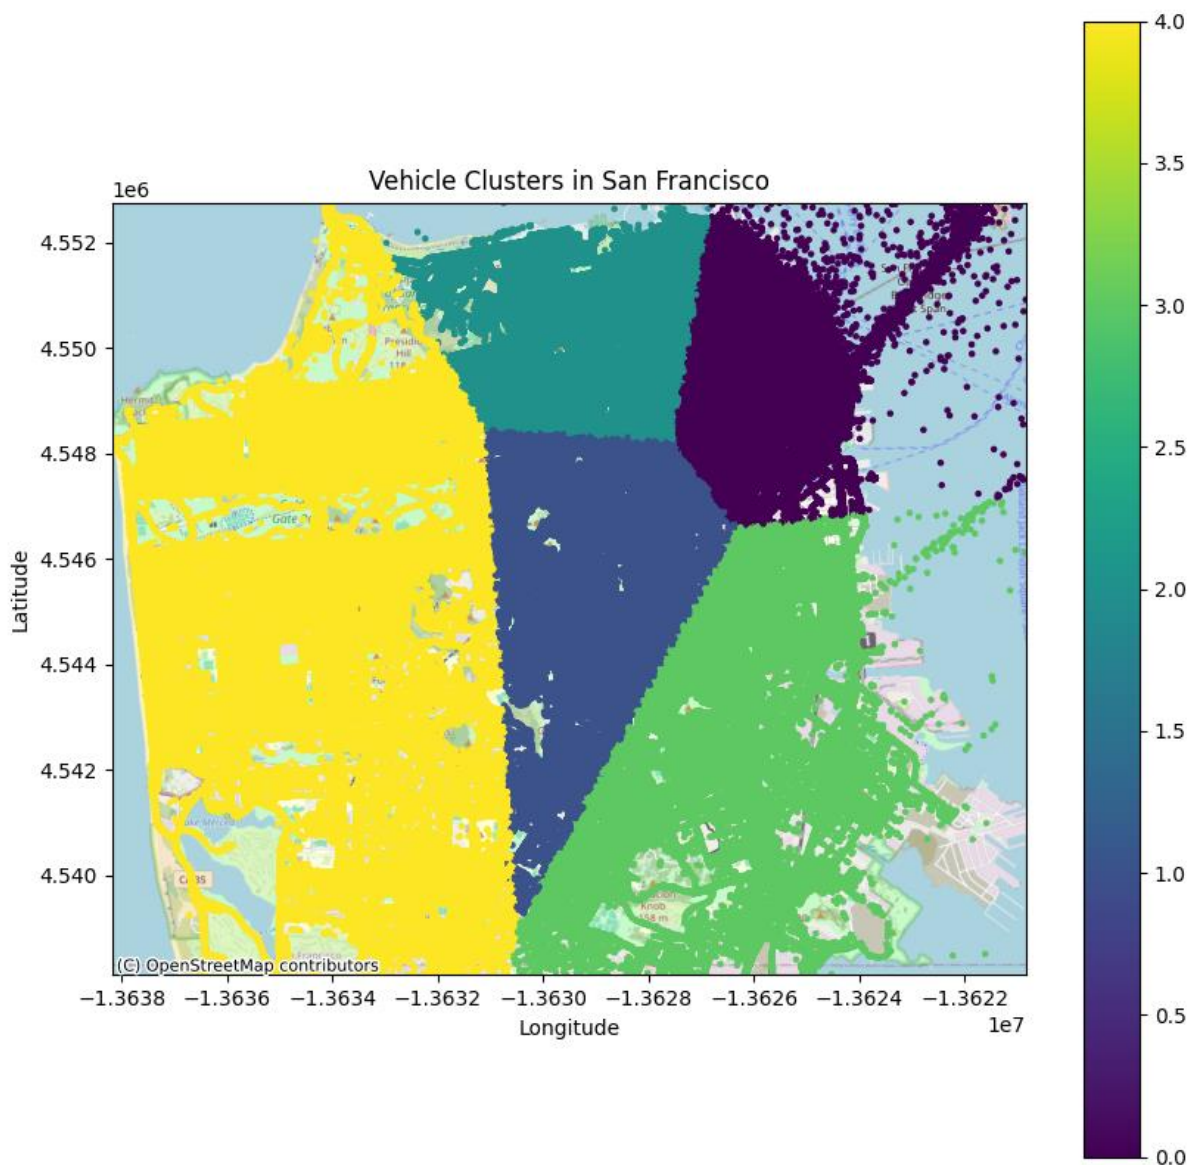 Vehicle Clusters in San Francisco
1e6
4.552
4.550
4.548
4.546
4.544
4.542
4.540
Latitude
Presidi
Hill
Gate
Knob
158 m
(C) OpenStreetMap contributors
−1.3638 −1.3636 −1.3634 −1.3632 −1.3630 −1.3628 −1.3626 −1.3624 −1.3622
1e7
Longitude
4.0
3.5
3.0
2.5
2.0
1.5
1.0
0.5
0.0